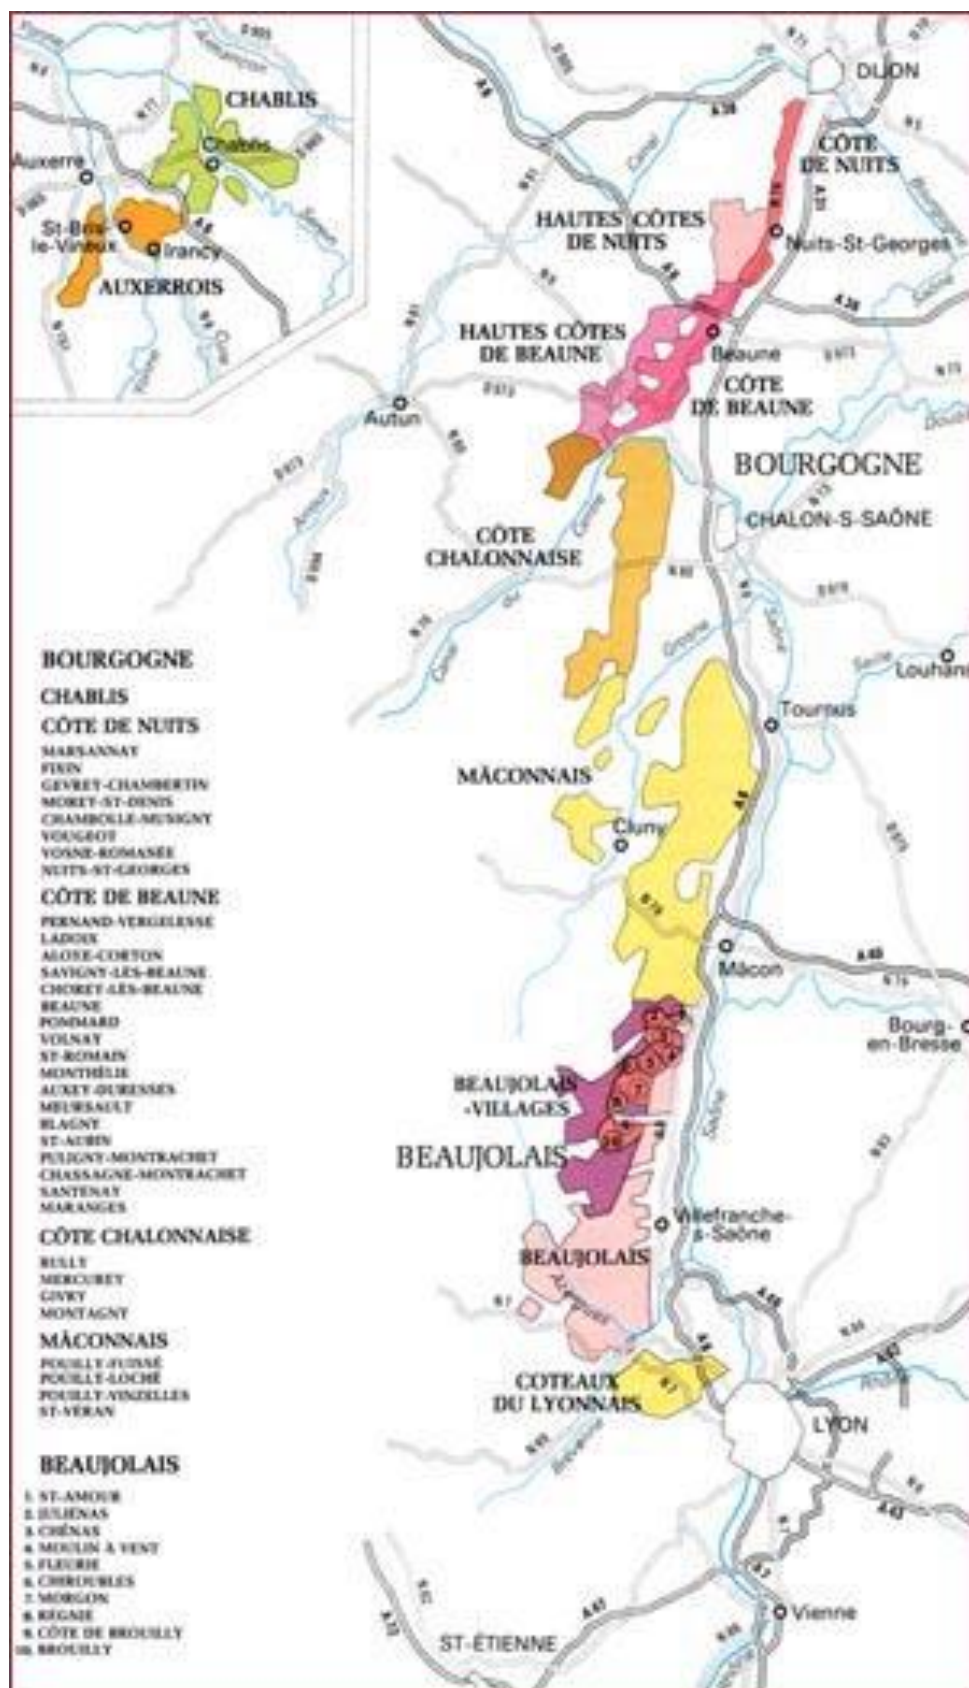 CHABLIS
Chablis
Auxerre
St-Bris-
le-Vineux
Irancy
AUXERROIS
DIJON
CÔTE
DE NUITS
HAUTES CÔTES
DE NUITS
Nuits-St-Georges
HAUTES CÔTES
DE BEAUNE
Beaune
CÔTE
DE BEAUNE
Autun
BOURGOGNE
CHALON-S-SAÔNE
CÔTE
CHALONNAISE
Louhans
Tournus
MÂCONNAIS
Cluny
Mâcon
Bourg-
en-Bresse
BEAUJOLAIS
-VILLAGES
BEAUJOLAIS
Villefranche-
s-Saône
BEAUJOLAIS
COTEAUX
DU LYONNAIS
LYON
Vienne
ST-ÉTIENNE
BOURGOGNE
CHABLIS
CÔTE DE NUITS
MARSANNAY
FIXIN
GEVREY-CHAMBERTIN
MOREY-ST-DENIS
CHAMBOLLE-MUSIGNY
VOUGEOT
VOSNE-ROMANÉE
NUITS-ST-GEORGES
CÔTE DE BEAUNE
PERNAND-VERGELESSE
LADOIX
ALOXE-CORTON
SAVIGNY-LÈS-BEAUNE
CHOREY-LÈS-BEAUNE
BEAUNE
POMMARD
VOLNAY
ST-ROMAIN
MONTHÉLIE
AUXEY-DURESSES
MEURSAULT
BLAGNY
ST-AUBIN
PULIGNY-MONTRACHET
CHASSAGNE-MONTRACHET
SANTENAY
MARANGES
CÔTE CHALONNAISE
RULLY
MERCUREY
GIVRY
MONTAGNY
MÂCONNAIS
POUILLY-FUISSÉ
POUILLY-LOCHÉ
POUILLY-VINZELLES
ST-VÉRAN
BEAUJOLAIS
1. ST-AMOUR
2. JULIÉNAS
3. CHÉNAS
4. MOULIN À VENT
5. FLEURIE
6. CHIROUBLES
7. MORGON
8. RÉGNIÉ
9. CÔTE DE BROUILLY
10. BROUILLY